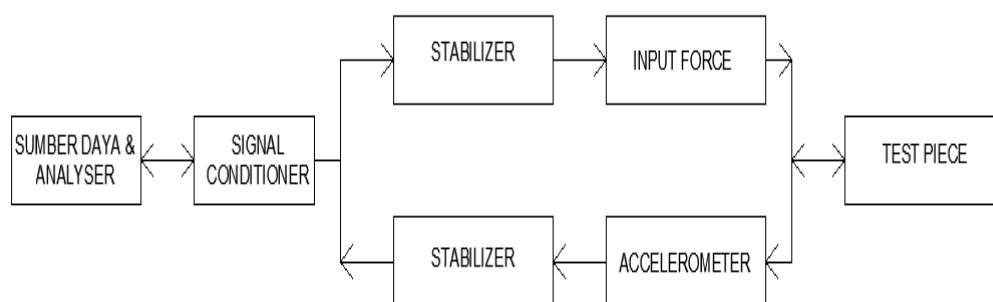 STABILIZER
INPUT FORCE
SUMBER DAYA &
ANALYSER
SIGNAL
CONDITIONER
TEST PIECE
STABILIZER
ACCELEROMETER